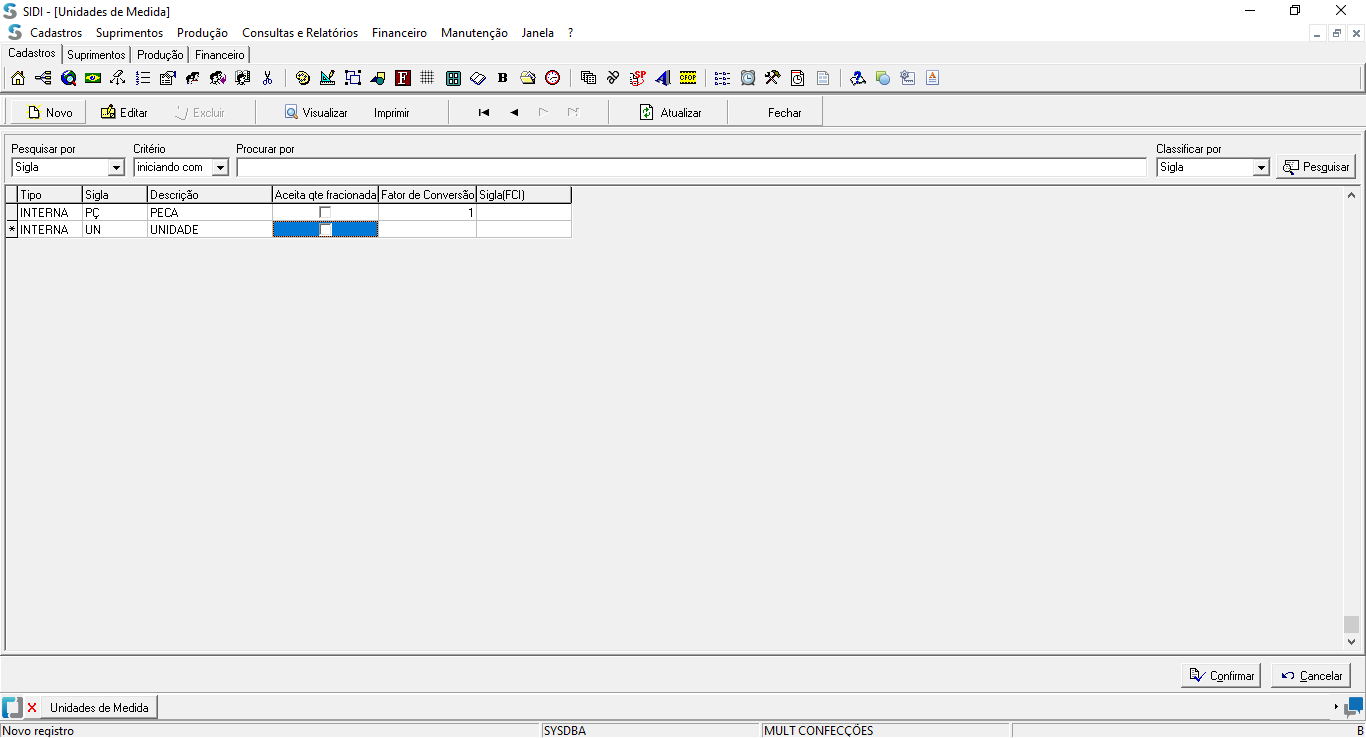 SIDI - [Unidades de Medida]
Cadastros Suprimentos Produção Consultas e Relatórios Financeiro Manutenção Janela ?
Cadastros Suprimentos Produção Financeiro
F B SP CFOP
Novo Editar Excluir Visualizar Imprimir Atualizar Fechar
Pesquisar por Critério Procurar por Classificar por
Sigla iniciando com Sigla Pesquisar
Tipo Sigla Descrição Aceita qte fracionada Fator de Conversão Sigla(FCI)
INTERNA PÇ PECA 1
* INTERNA UN UNIDADE
Confirmar Cancelar
Unidades de Medida
Novo registro SYSDBA MULT CONFECÇÕES B